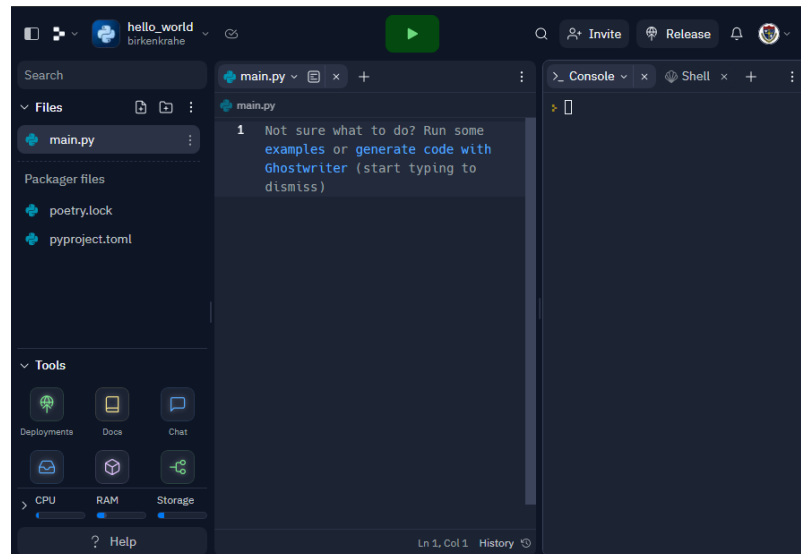 hello_world
birkenkrahe
Invite
Release
Search
Files
main.py
Packager files
poetry.lock
pyproject.toml
Tools
Deployments
Docs
Chat
CPU
RAM
Storage
? Help
main.py
main.py
1 Not sure what to do? Run some
examples or generate code with
Ghostwriter (start typing to
dismiss)
Ln 1, Col 1 History
>_ Console
Shell